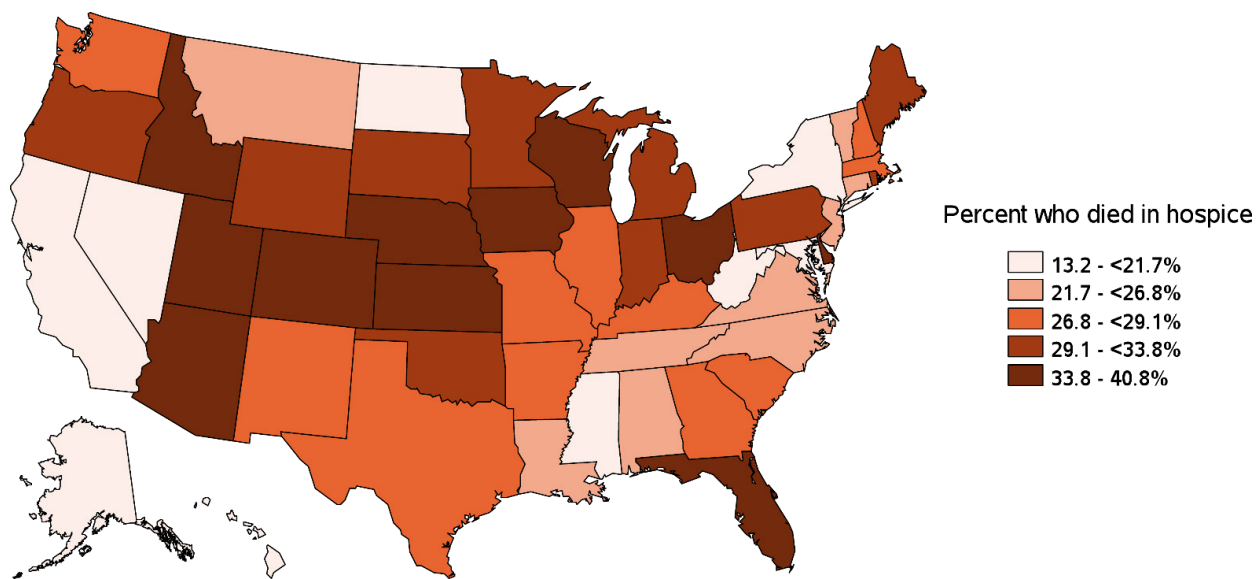 Percent who died in hospice
13.2 - <21.7%
21.7 - <26.8%
26.8 - <29.1%
29.1 - <33.8%
33.8 - 40.8%